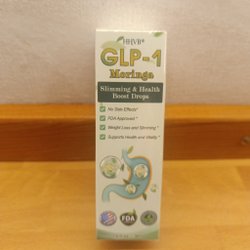 HHVB®
GLP-1
Moringa
Slimming & Health
Boost Drops
No Side Effects*
FDA Approved*
Weight Loss and Slimming*
Supports Health and Vitality*
FDA